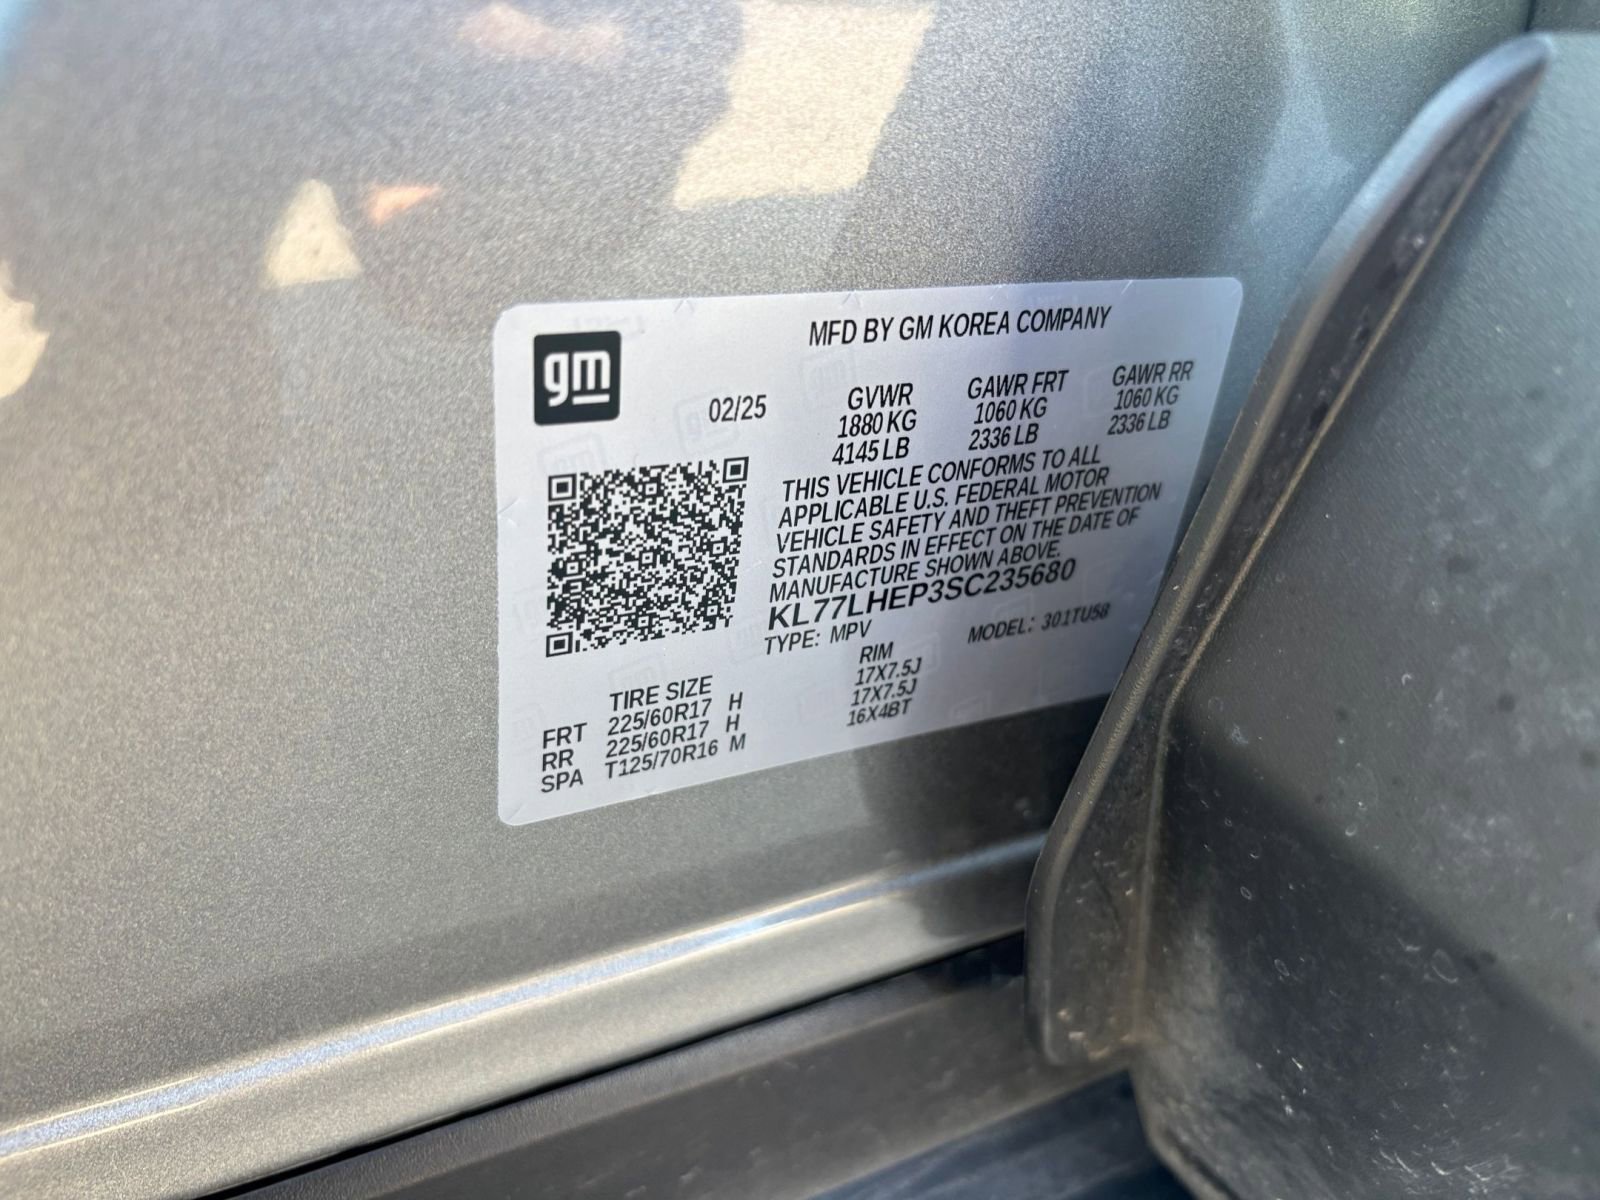 gm
MFD BY GM KOREA COMPANY
02/25
GVWR GAWR FRT GAWR RR
1880 KG 1060 KG 1060 KG
4145 LB 2336 LB 2336 LB
THIS VEHICLE CONFORMS TO ALL
APPLICABLE U.S. FEDERAL MOTOR
VEHICLE SAFETY AND THEFT PREVENTION
STANDARDS IN EFFECT ON THE DATE OF
MANUFACTURE SHOWN ABOVE.
KL77LHEP3SC235680
TYPE: MPV MODEL: 301TU58
TIRE SIZE RIM
FRT 225/60R17 H 17X7.5J
RR 225/60R17 H 17X7.5J
SPA T125/70R16 M 16X4BT